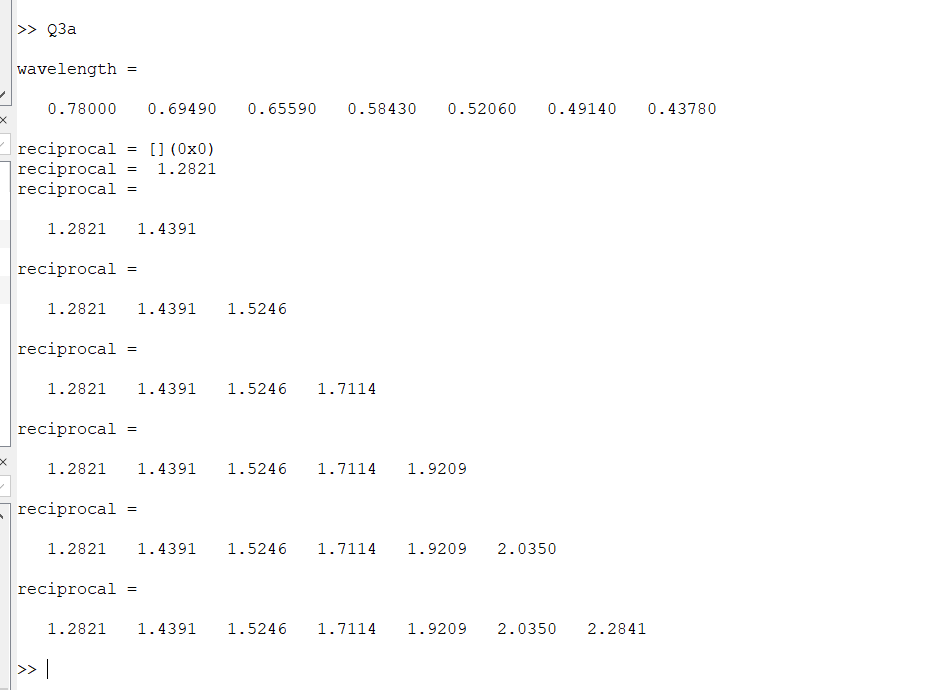 >> Q3a
wavelength =
0.78000 0.69490 0.65590 0.58430 0.52060 0.49140 0.43780
reciprocal = [](0x0)
reciprocal = 1.2821
reciprocal =
1.2821 1.4391
reciprocal =
1.2821 1.4391 1.5246
reciprocal =
1.2821 1.4391 1.5246 1.7114
reciprocal =
1.2821 1.4391 1.5246 1.7114 1.9209
reciprocal =
1.2821 1.4391 1.5246 1.7114 1.9209 2.0350
reciprocal =
1.2821 1.4391 1.5246 1.7114 1.9209 2.0350 2.2841
>>